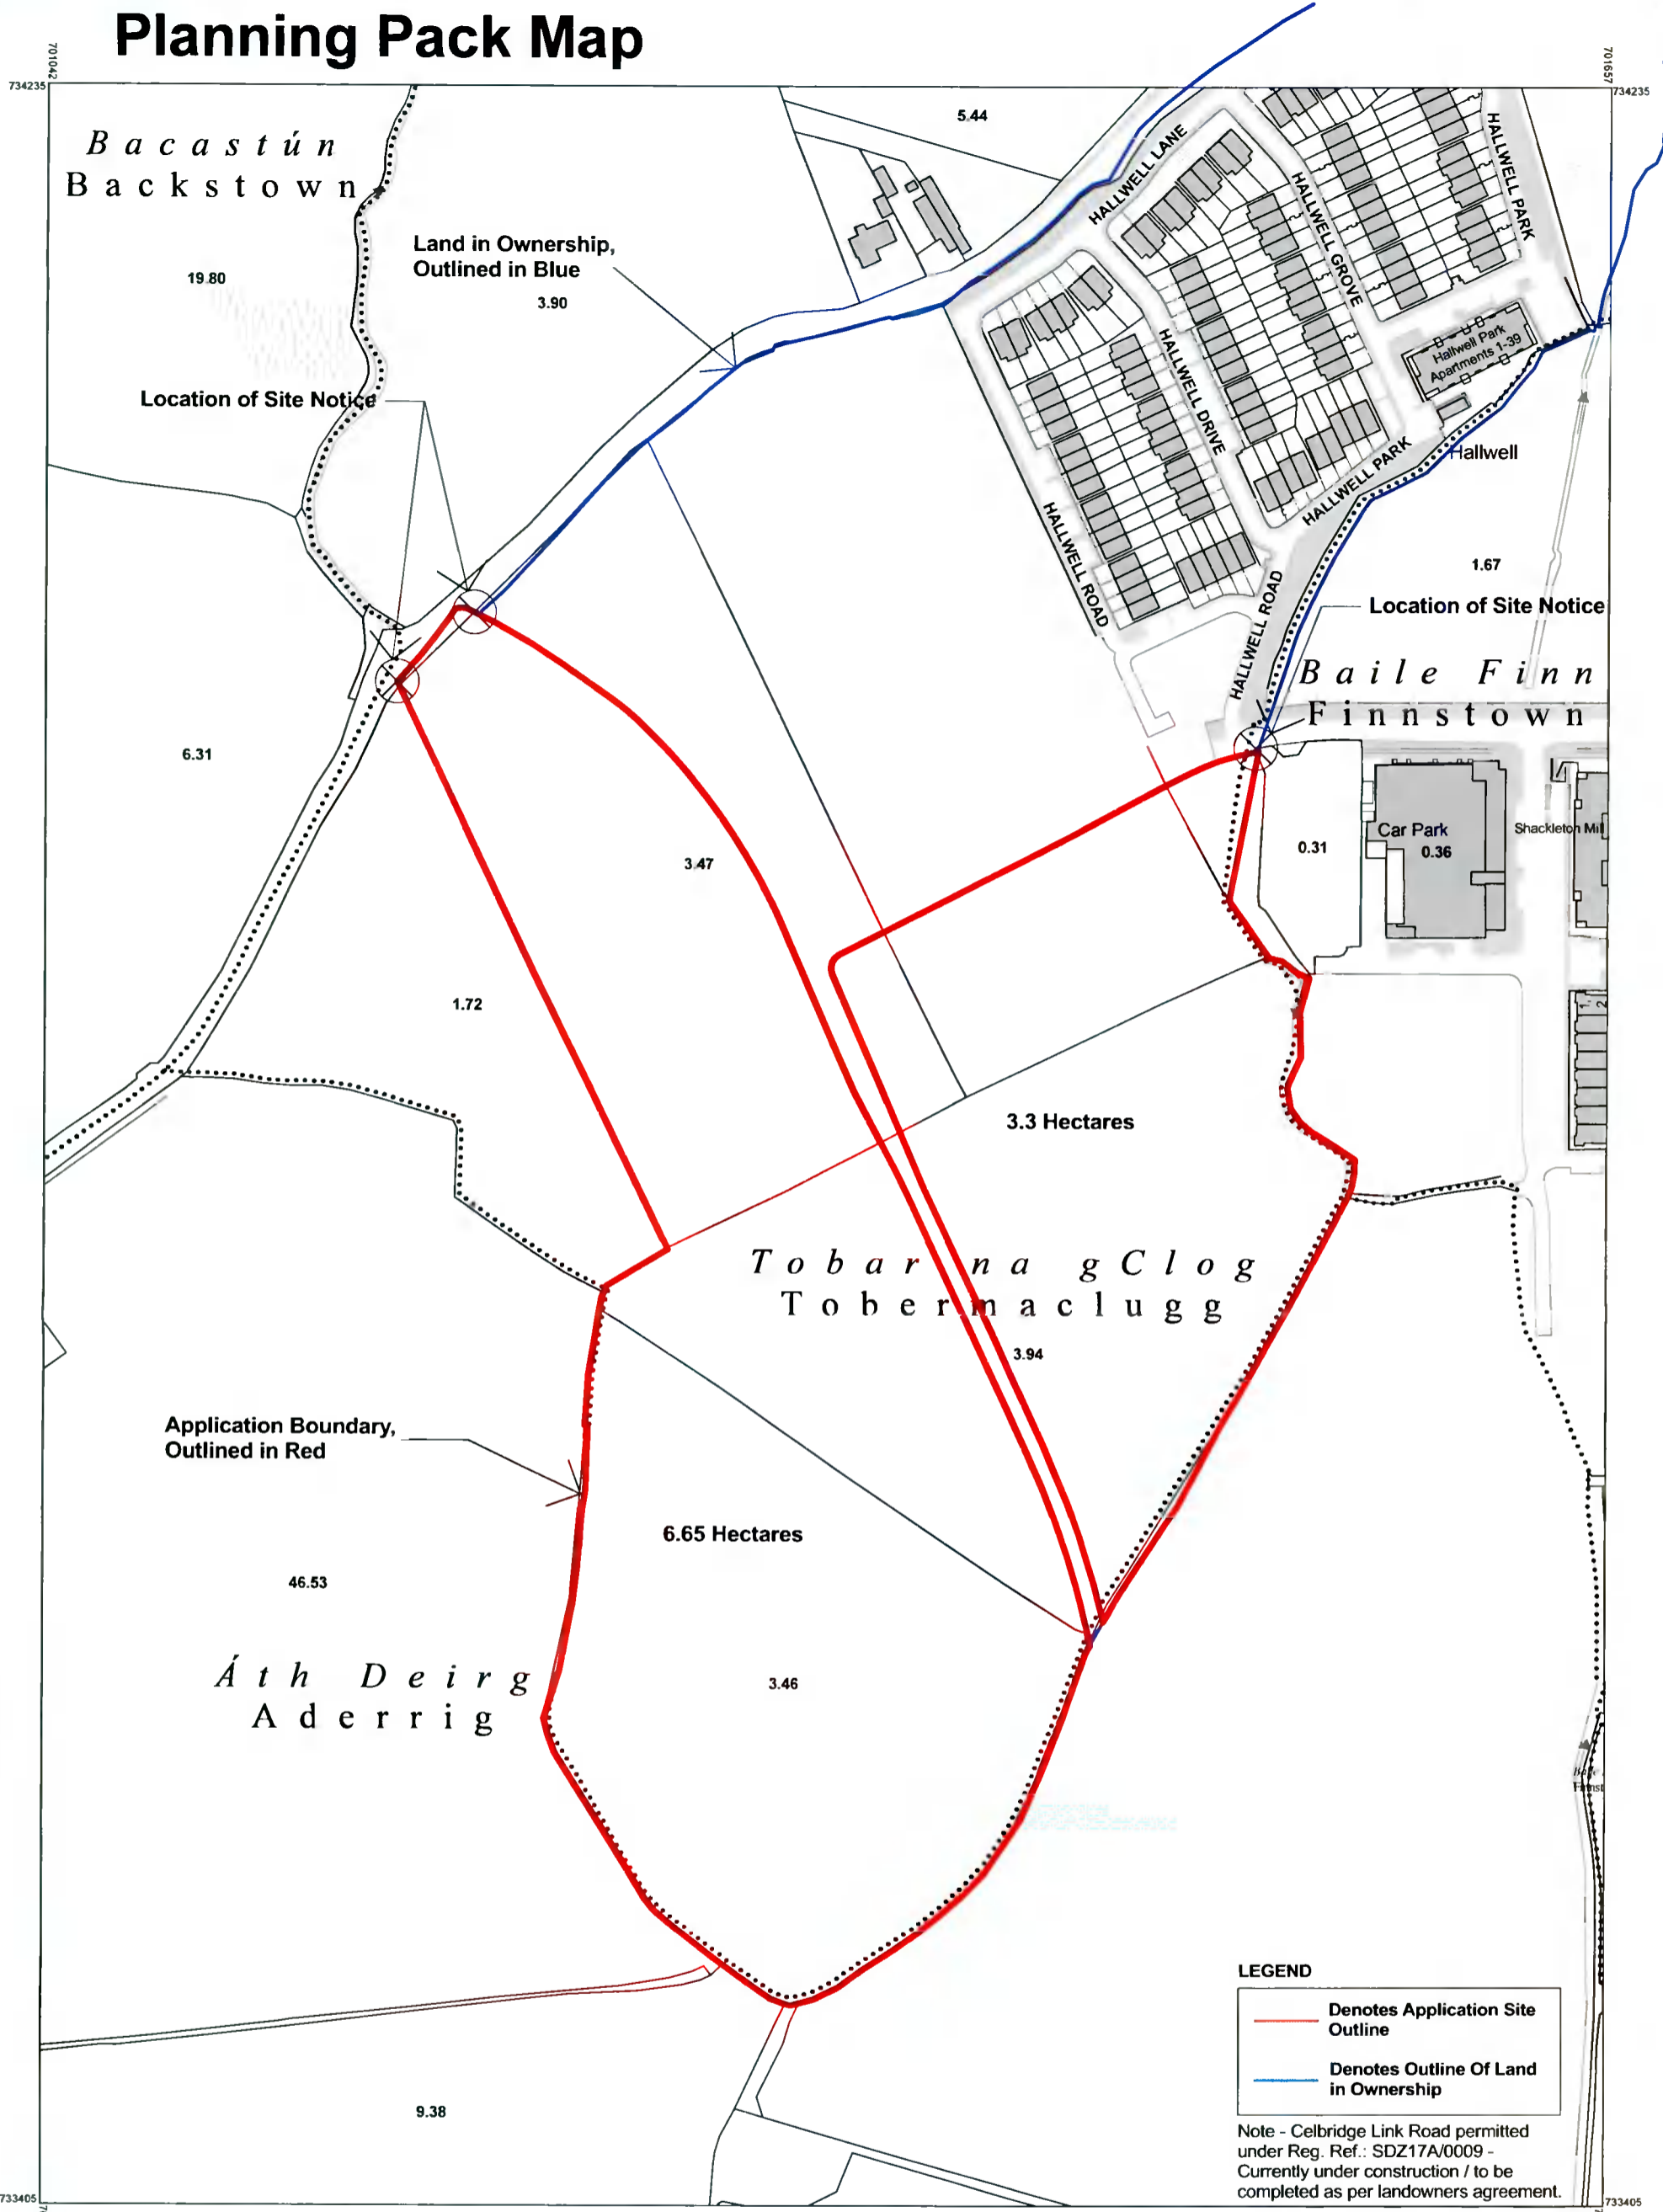 Planning Pack Map
701042
701657
734235
734235
Bacastún
Backstown
5.44
HALLWELL LANE
HALLWELL PARK
HALLWELL GROVE
Land in Ownership,
Outlined in Blue
19.80
3.90
Hallwell Park
Apartments 1-39
HALLWELL DRIVE
Location of Site Notice
HALLWELL PARK
Hallwell
HALLWELL ROAD
HALLWELL ROAD
1.67
Location of Site Notice
Baile Finn
Finnstown
6.31
3.47
Car Park
0.36
0.31
Shackleton Mil
1.72
1
2
3.3 Hectares
Tobar na gClog
Tobermaclugg
3.94
Application Boundary,
Outlined in Red
6.65 Hectares
46.53
Áth Deirg
Aderrig
3.46
9.38
LEGEND
Denotes Application Site
Outline
Denotes Outline Of Land
in Ownership
Note - Celbridge Link Road permitted
under Reg. Ref.: SDZ17A/0009 -
Currently under construction / to be
completed as per landowners agreement.
733405
733405